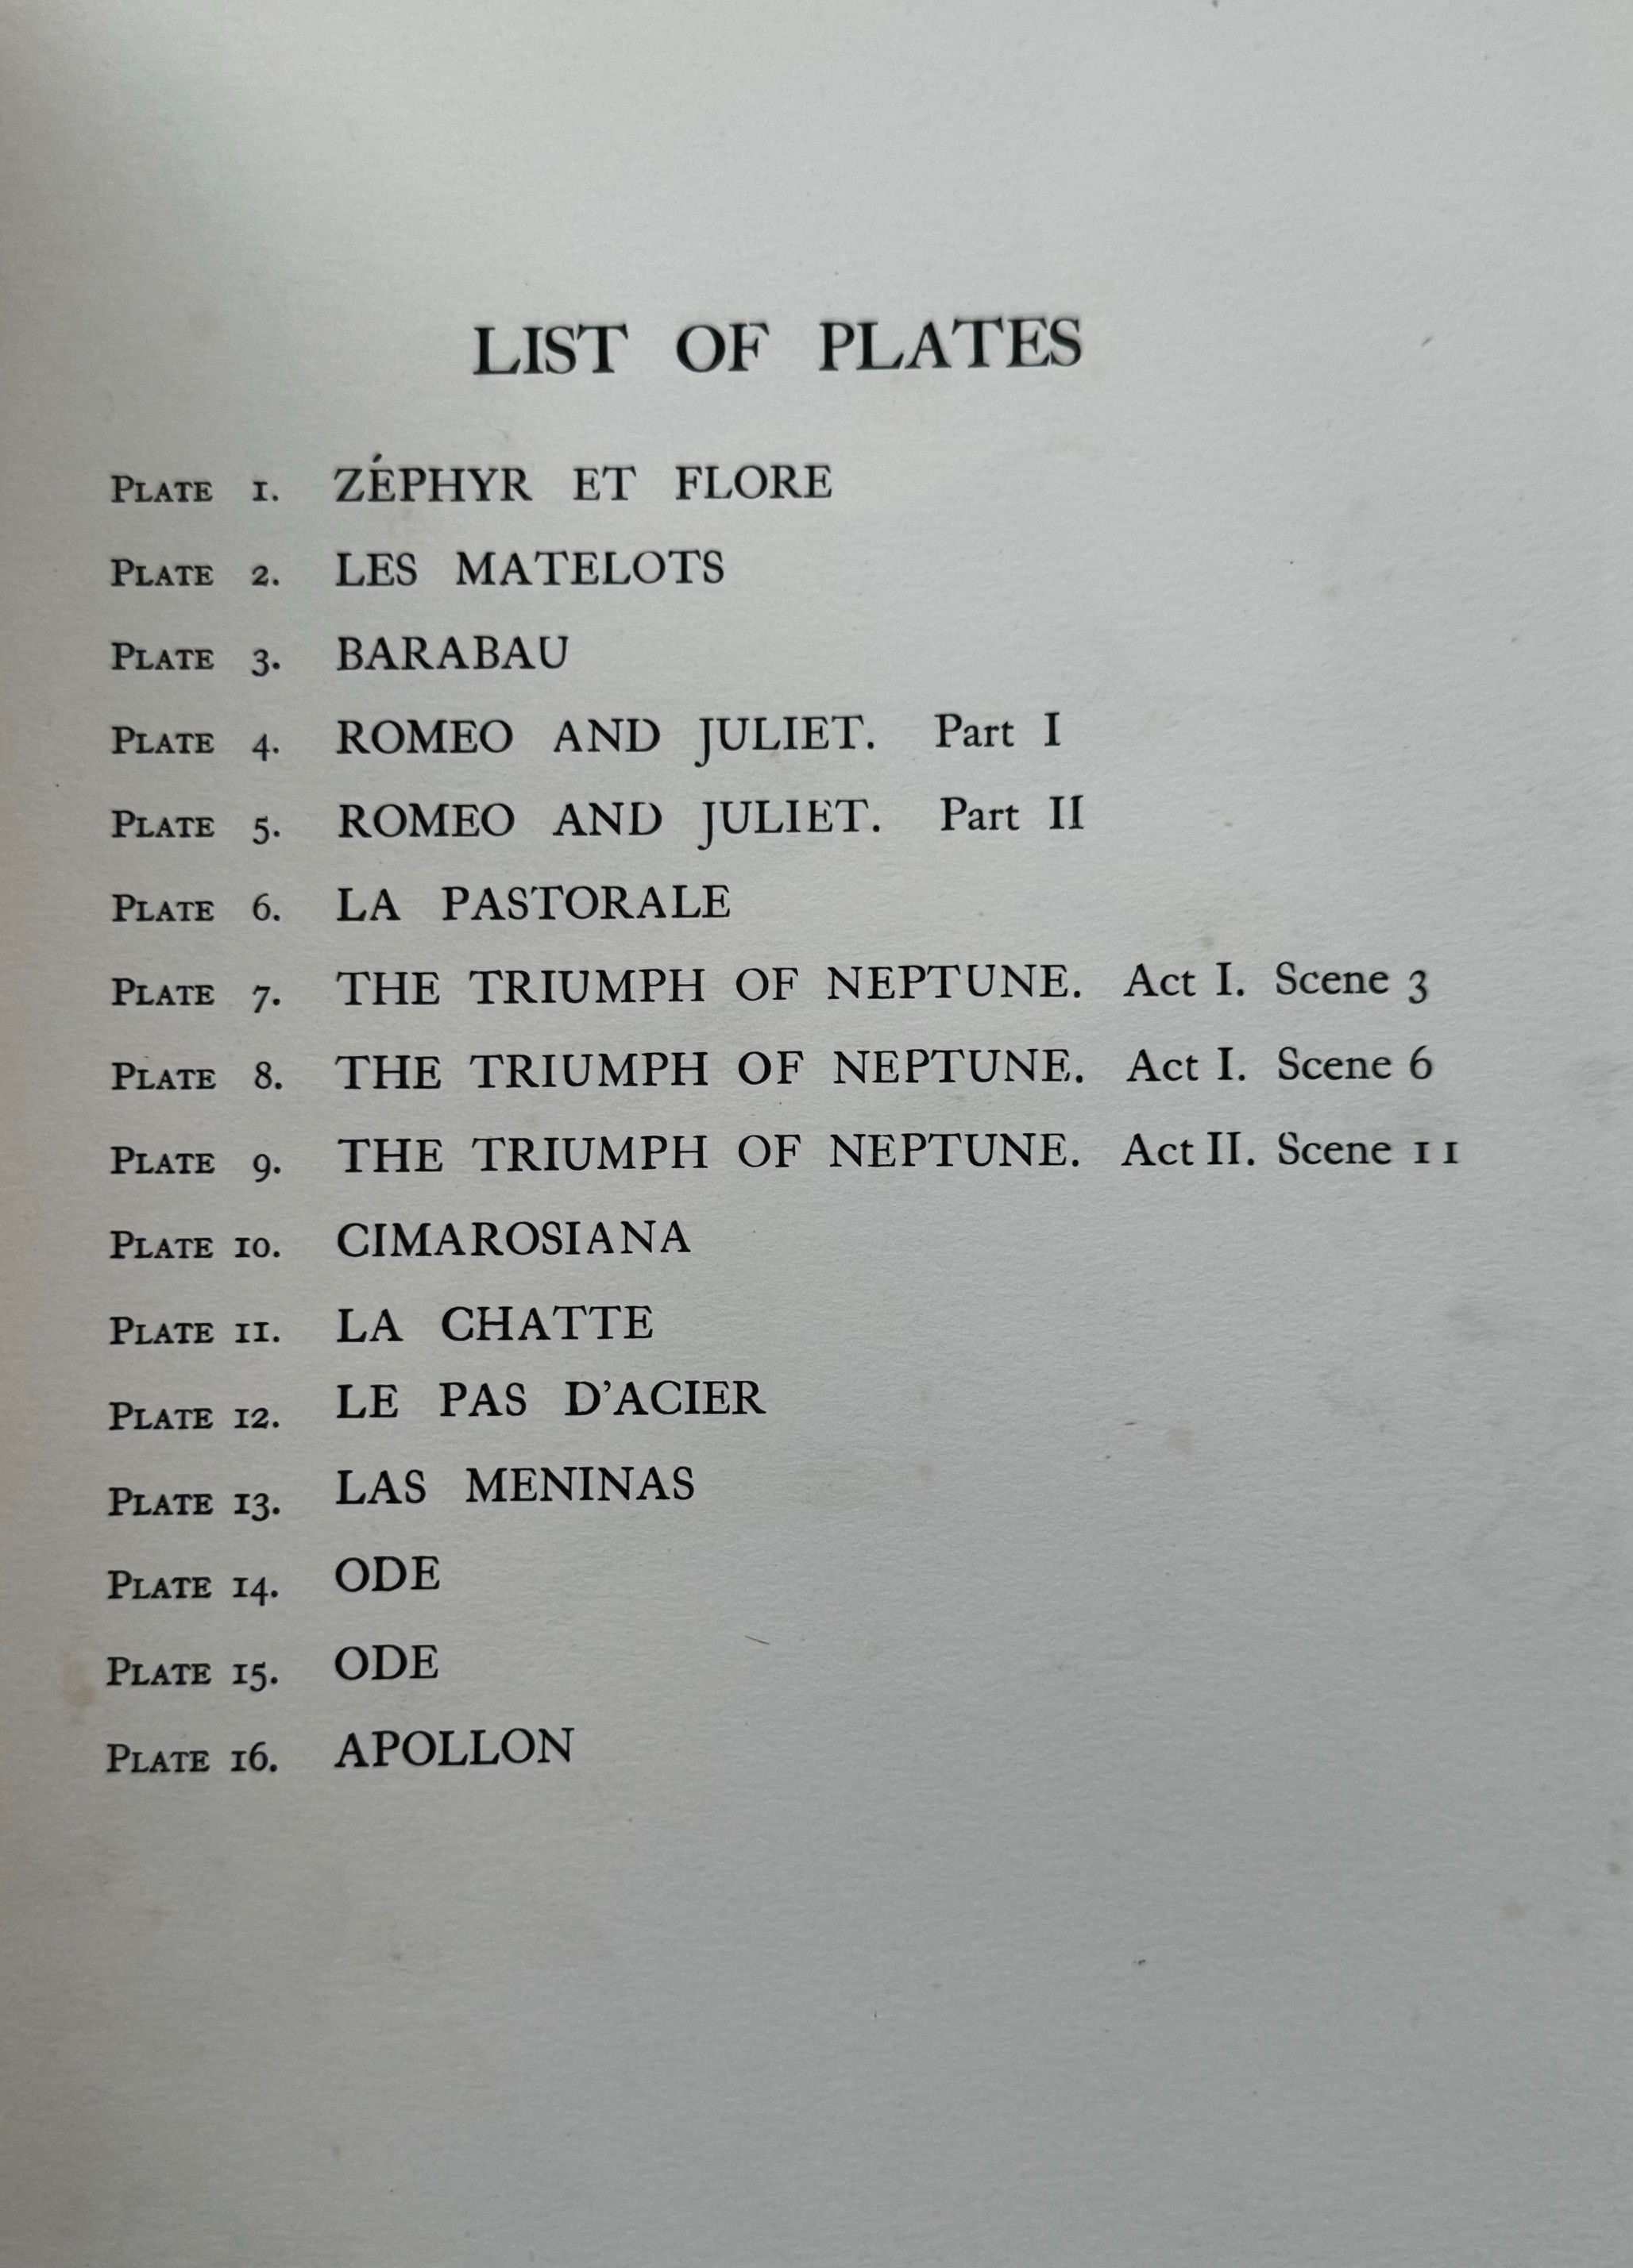 LIST OF PLATES
PLATE 1. ZÉPHYR ET FLORE
PLATE 2. LES MATELOTS
PLATE 3. BARABAU
PLATE 4. ROMEO AND JULIET. Part I
PLATE 5. ROMEO AND JULIET. Part II
PLATE 6. LA PASTORALE
PLATE 7. THE TRIUMPH OF NEPTUNE. Act I. Scene 3
PLATE 8. THE TRIUMPH OF NEPTUNE. Act I. Scene 6
PLATE 9. THE TRIUMPH OF NEPTUNE. Act II. Scene 11
PLATE 10. CIMAROSIANA
PLATE 11. LA CHATTE
PLATE 12. LE PAS D'ACIER
PLATE 13. LAS MENINAS
PLATE 14. ODE
PLATE 15. ODE
PLATE 16. APOLLON